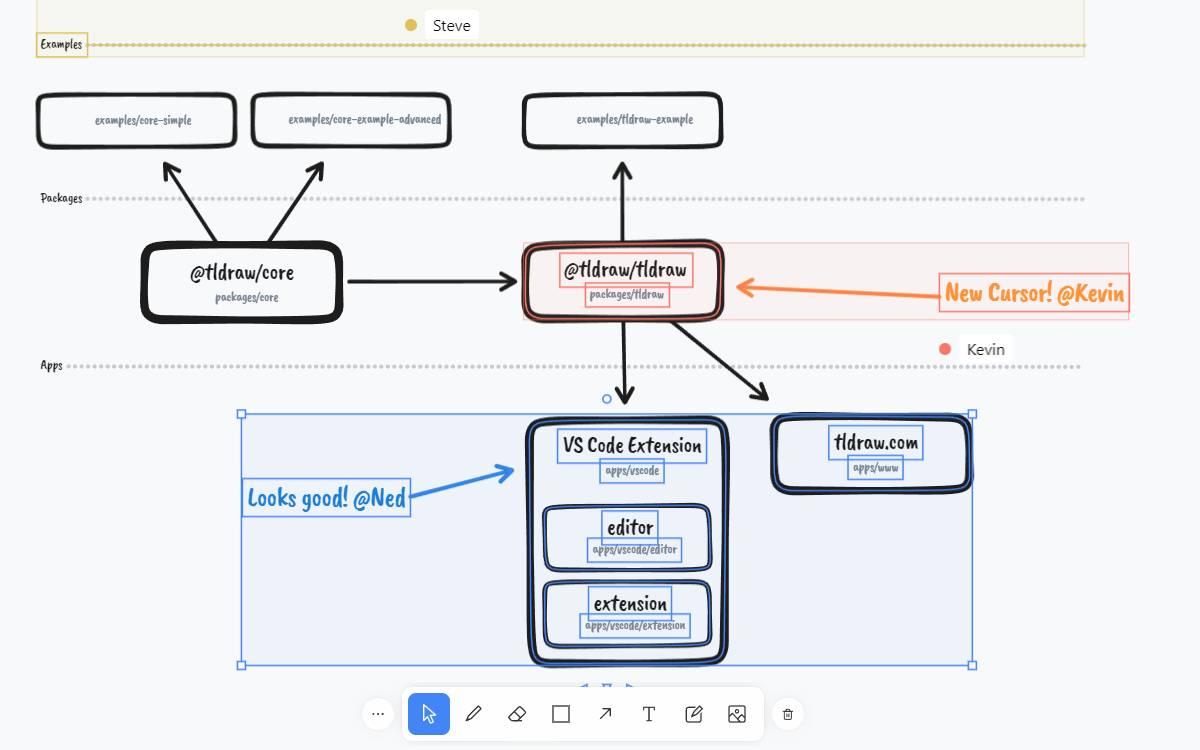 Steve
Examples
examples/core-simple
examples/core-example-advanced
examples/tldraw-example
Packages
@tldraw/core
packages/core
@tldraw/tldraw
packages/tldraw
New Cursor! @Kevin
Kevin
Apps
VS Code Extension
apps/vscode
tldraw.com
apps/www
Looks good! @Ned
editor
apps/vscode/editor
extension
apps/vscode/extension
T